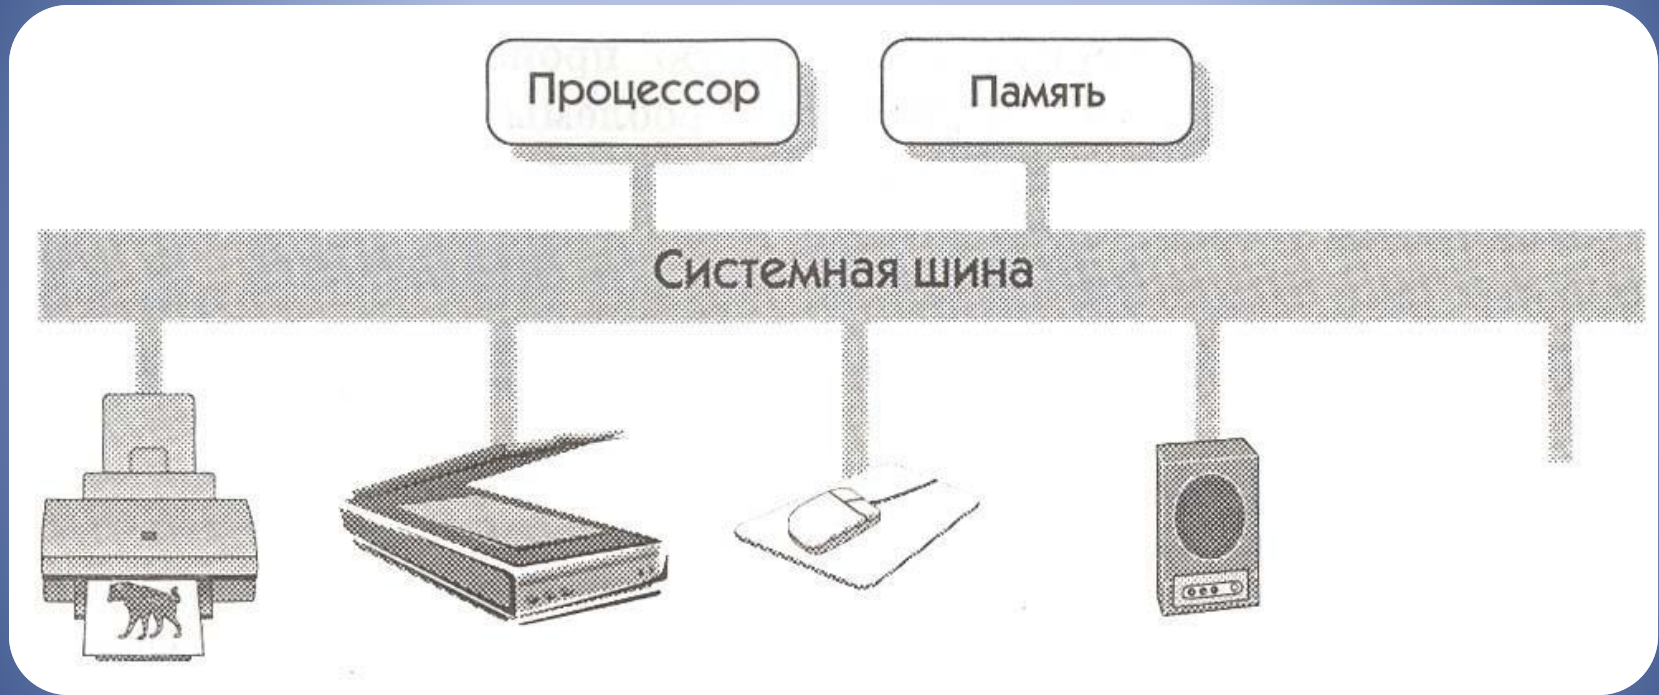 Процессор
Память
Системная шина